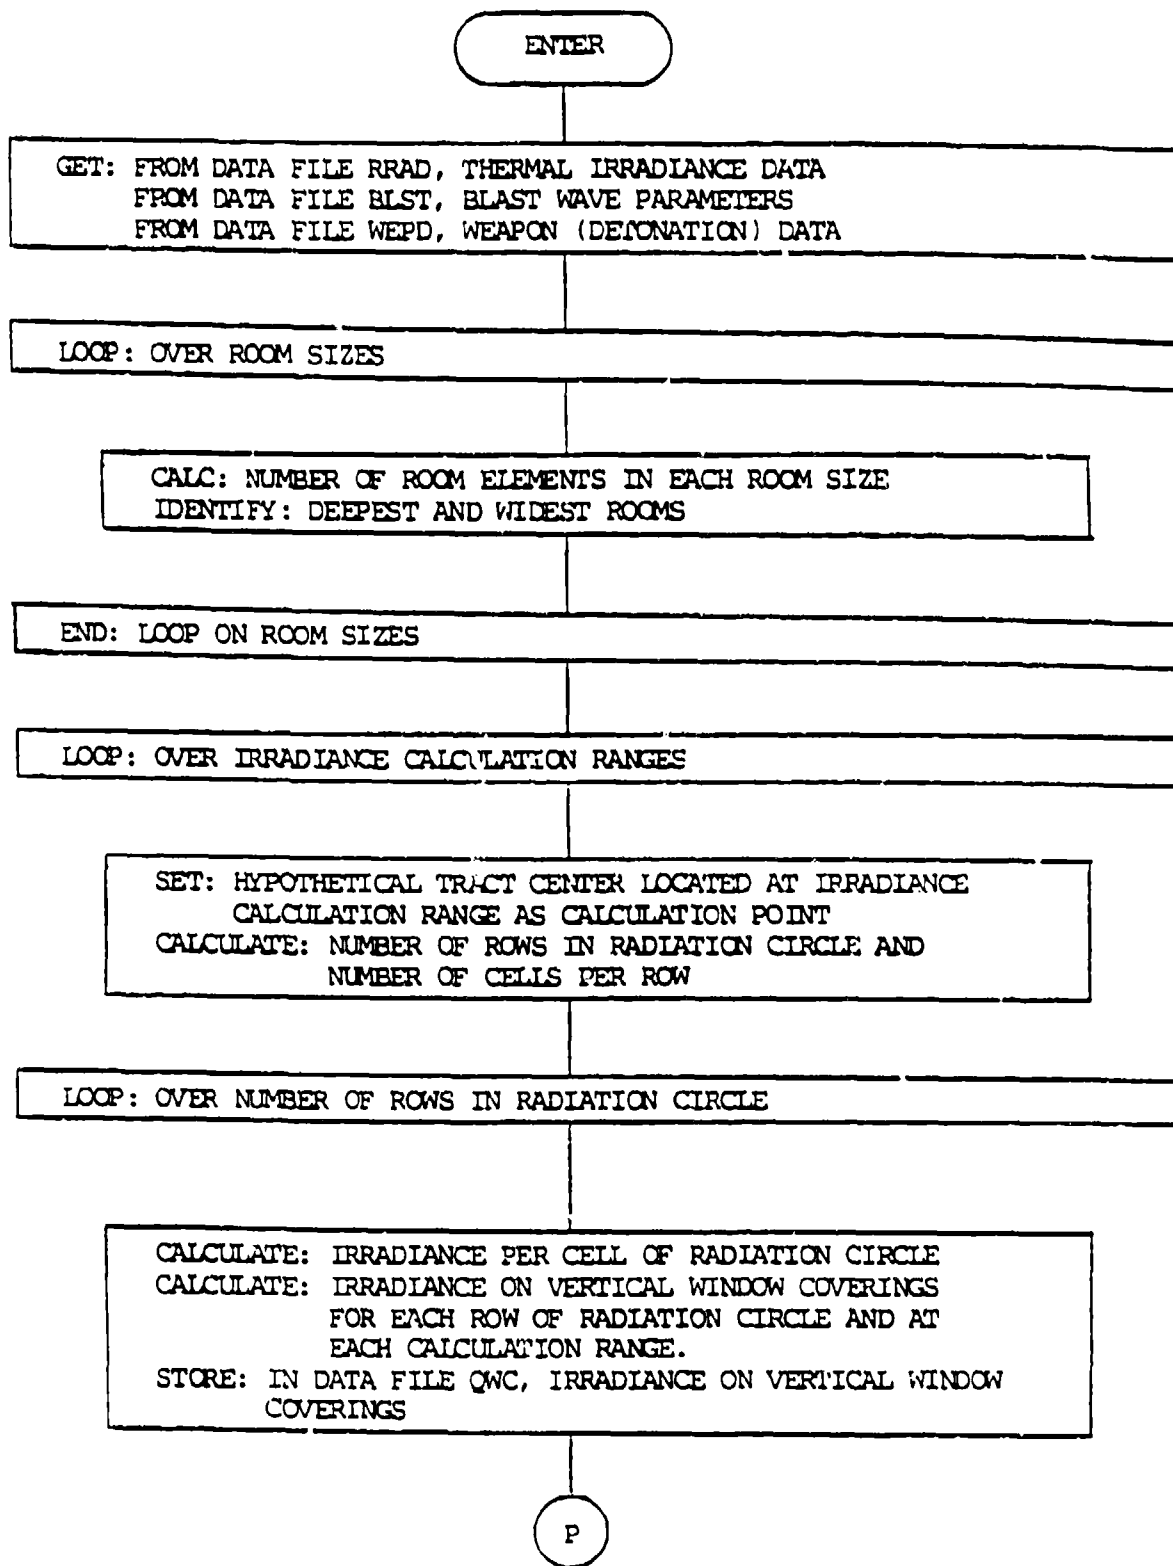 ENTER
GET: FROM DATA FILE RRAD, THERMAL IRRADIANCE DATA
FROM DATA FILE BLST, BLAST WAVE PARAMETERS
FROM DATA FILE WEPD, WEAPON (DETONATION) DATA
LOOP: OVER ROOM SIZES
CALC: NUMBER OF ROOM ELEMENTS IN EACH ROOM SIZE
IDENTIFY: DEEPEST AND WIDEST ROOMS
END: LOOP ON ROOM SIZES
LOOP: OVER IRRADIANCE CALCULATION RANGES
SET: HYPOTHETICAL TRACT CENTER LOCATED AT IRRADIANCE
CALCULATION RANGE AS CALCULATION POINT
CALCULATE: NUMBER OF ROWS IN RADIATION CIRCLE AND
NUMBER OF CELLS PER ROW
LOOP: OVER NUMBER OF ROWS IN RADIATION CIRCLE
CALCULATE: IRRADIANCE PER CELL OF RADIATION CIRCLE
CALCULATE: IRRADIANCE ON VERTICAL WINDOW COVERINGS
FOR EACH ROW OF RADIATION CIRCLE AND AT
EACH CALCULATION RANGE.
STORE: IN DATA FILE QWC, IRRADIANCE ON VERTICAL WINDOW
COVERINGS
P